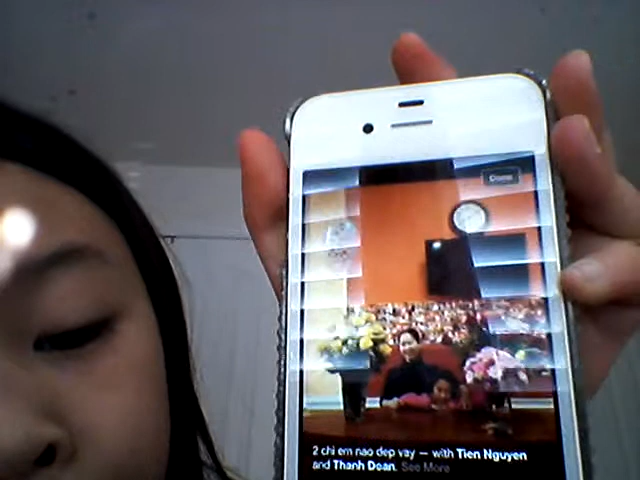 Done
2 chi em nao dep vay — with Tien Nguyen
and Thanh Doan. See More